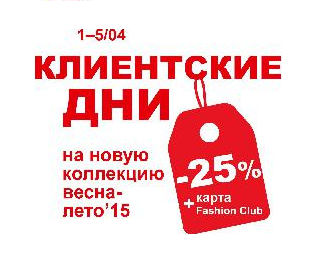 1–5/04
КЛИЕНТСКИЕ
ДНИ
на новую
коллекцию
весна-
лето'15
-25%
+карта
Fashion Club